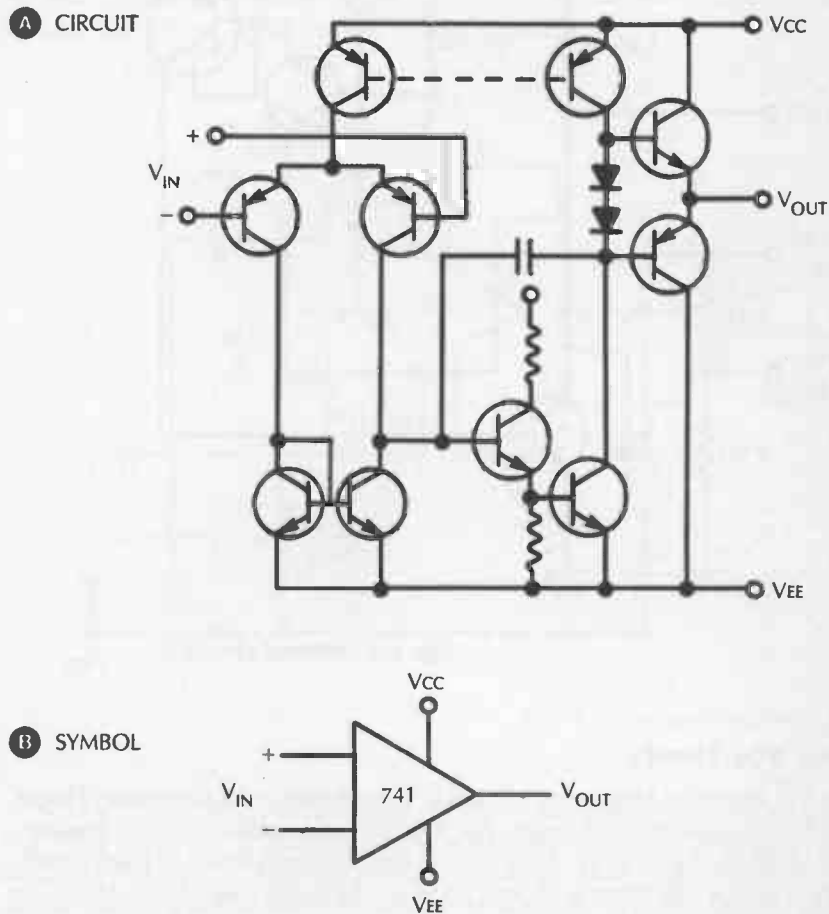 A CIRCUIT
VCC
+
VIN
-
VOUT
VEE
B SYMBOL
VCC
+
VIN
741
VOUT
-
VEE